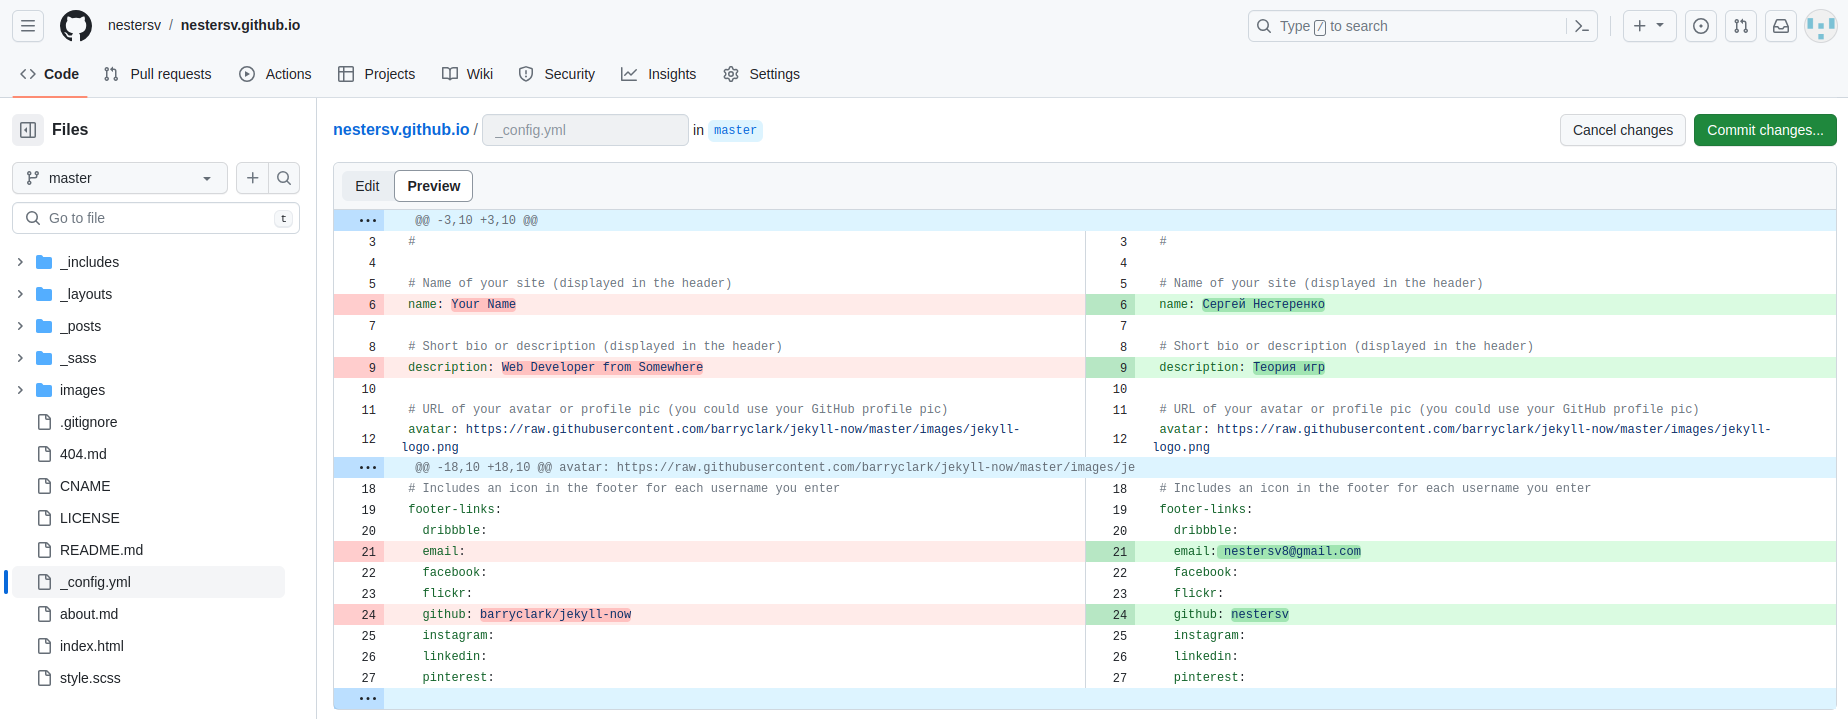 nestersv / nestersv.github.io
Type / to search
Code Pull requests Actions Projects Wiki Security Insights Settings
Files
master
Go to file t
_includes
_layouts
_posts
_sass
images
.gitignore
404.md
CNAME
LICENSE
README.md
_config.yml
about.md
index.html
style.scss
nestersv.github.io / _config.yml in master
Cancel changes Commit changes...
Edit Preview
@@ -3,10 +3,10 @@
3 # 3 #
4 4
5 # Name of your site (displayed in the header) 5 # Name of your site (displayed in the header)
6 name: Your Name 6 name: Сергей Нестеренко
7 7
8 # Short bio or description (displayed in the header) 8 # Short bio or description (displayed in the header)
9 description: Web Developer from Somewhere 9 description: Теория игр
10 10
11 # URL of your avatar or profile pic (you could use your GitHub profile pic) 11 # URL of your avatar or profile pic (you could use your GitHub profile pic)
12 avatar: https://raw.githubusercontent.com/barryclark/jekyll-now/master/images/jekyll- 12 avatar: https://raw.githubusercontent.com/barryclark/jekyll-now/master/images/jekyll-
logo.png logo.png
@@ -18,10 +18,10 @@ avatar: https://raw.githubusercontent.com/barryclark/jekyll-now/master/images/je
18 # Includes an icon in the footer for each username you enter 18 # Includes an icon in the footer for each username you enter
19 footer-links: 19 footer-links:
20 dribbble: 20 dribbble:
21 email: 21 email: nestersv8@gmail.com
22 facebook: 22 facebook:
23 flickr: 23 flickr:
24 github: barryclark/jekyll-now 24 github: nestersv
25 instagram: 25 instagram:
26 linkedin: 26 linkedin:
27 pinterest: 27 pinterest: